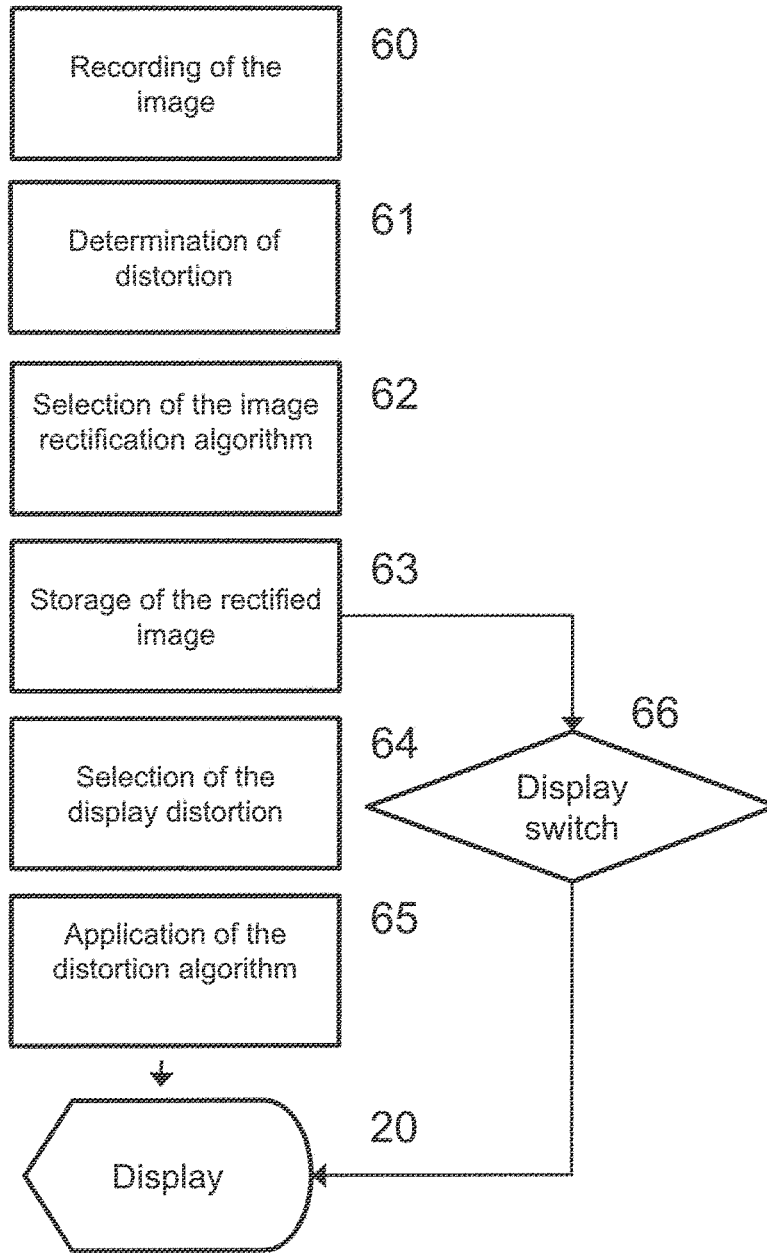 Recording of the
image
60
Determination of
distortion
61
Selection of the image
rectification algorithm
62
Storage of the rectified
image
63
Selection of the
display distortion
64
Display
switch
66
Application of the
distortion algorithm
65
Display
20